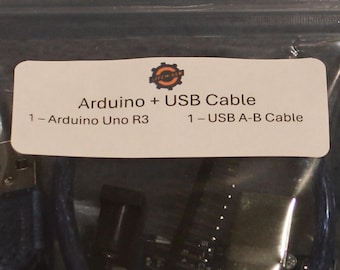 Arduino + USB Cable
1 – Arduino Uno R3 1 – USB A-B Cable